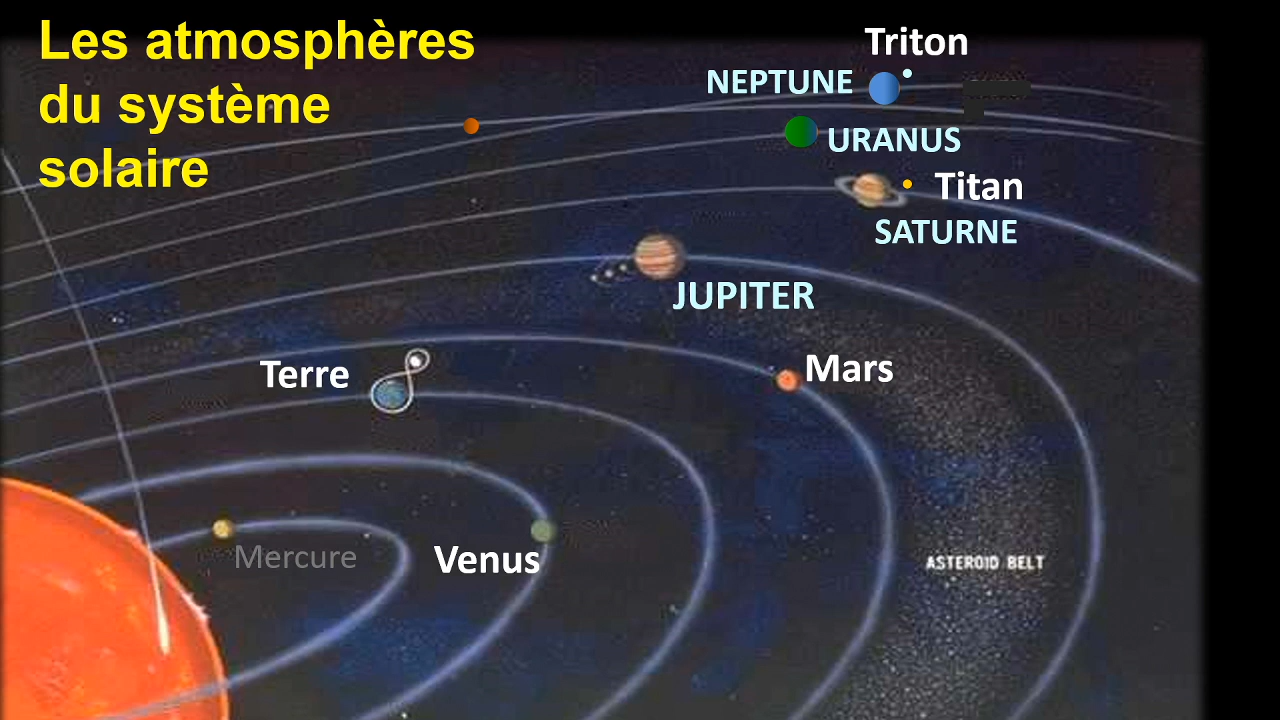 Les atmosphères
du système
solaire
Triton
NEPTUNE
URANUS
Titan
SATURNE
JUPITER
Terre
Mars
Mercure
Venus
ASTEROID BELT